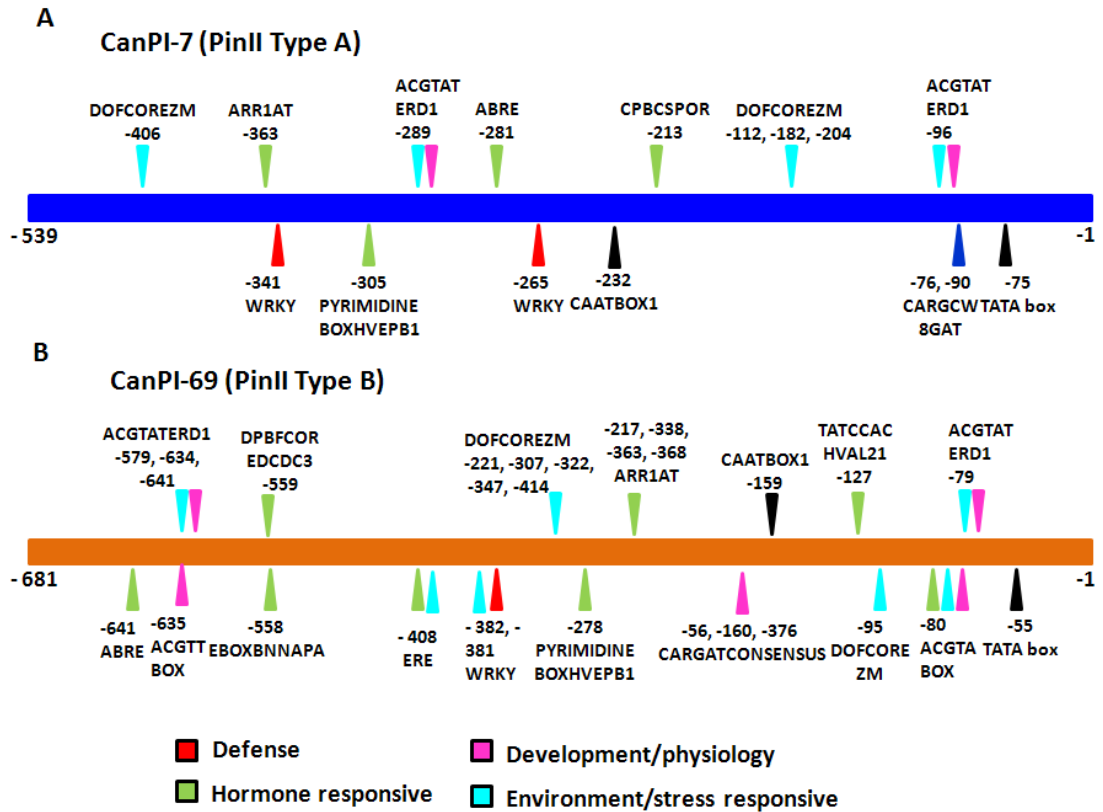 A
CanPI-7 (PinII Type A)
DOFCOREZM
-406
ARR1AT
-363
ACGTAT
ERD1
-289
ABRE
-281
CPBCSPOR
-213
DOFCOREZM
-112, -182, -204
ACGTAT
ERD1
-96
-539
-1
-341
WRKY
-305
PYRIMIDINE
BOXHVEPB1
-265
WRKY
-232
CAATBOX1
-76, -90
CARGCW
8GAT
-75
TATA box
B
CanPI-69 (PinII Type B)
ACGTATERD1
-579, -634,
-641
DPBFCOR
EDCDC3
-559
DOFCOREZM
-221, -307, -322,
-347, -414
-217, -338,
-363, -368
ARR1AT
CAATBOX1
-159
TATCCAC
HVAL21
-127
ACGTAT
ERD1
-79
-681
-1
-641
ABRE
-635
ACGTT
BOX
-558
EBOXBNNAPA
- 408
ERE
-382, -
381
WRKY
-278
PYRIMIDINE
BOXHVEPB1
-56, -160, -376
CARGATCONSENSUS
-95
DOFCORE
ZM
-80
ACGTA
BOX
-55
TATA box
Defense
Development/physiology
Hormone responsive
Environment/stress responsive